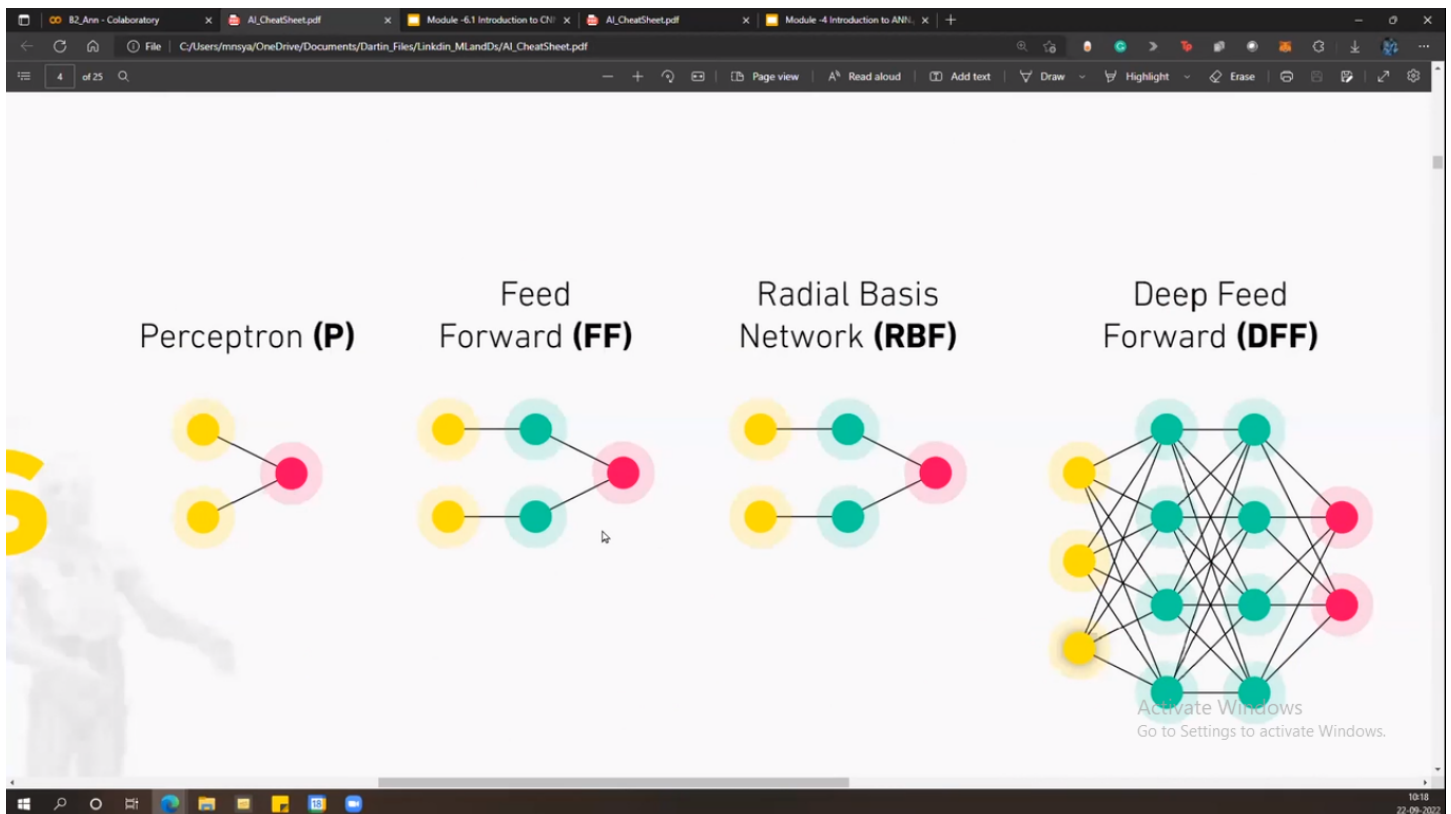 B2_Ann - Colaboratory
AI_CheatSheet.pdf
Module -6.1 Introduction to CN
AI_CheatSheet.pdf
Module -4 Introduction to ANN.
File
C:/Users/mnsya/OneDrive/Documents/Dartin_Files/Linkdin_MLandDs/AI_CheatSheet.pdf
4 of 25
Page view
Read aloud
Add text
Draw
Highlight
Erase
Perceptron (P)
Feed
Forward (FF)
Radial Basis
Network (RBF)
Deep Feed
Forward (DFF)
S
Activate Windows
Go to Settings to activate Windows.
18
10:18
22-09-2022